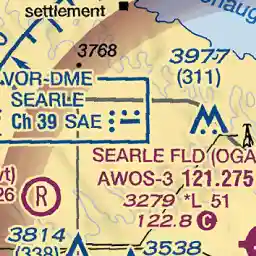 settlement
3768
3977
(311)
VOR-DME
SEARLE
Ch 39 SAE
SEARLE FLD (OGA
AWOS-3 121.275
3279 *L 51
26
R
122.8 C
3814
(338)
3538